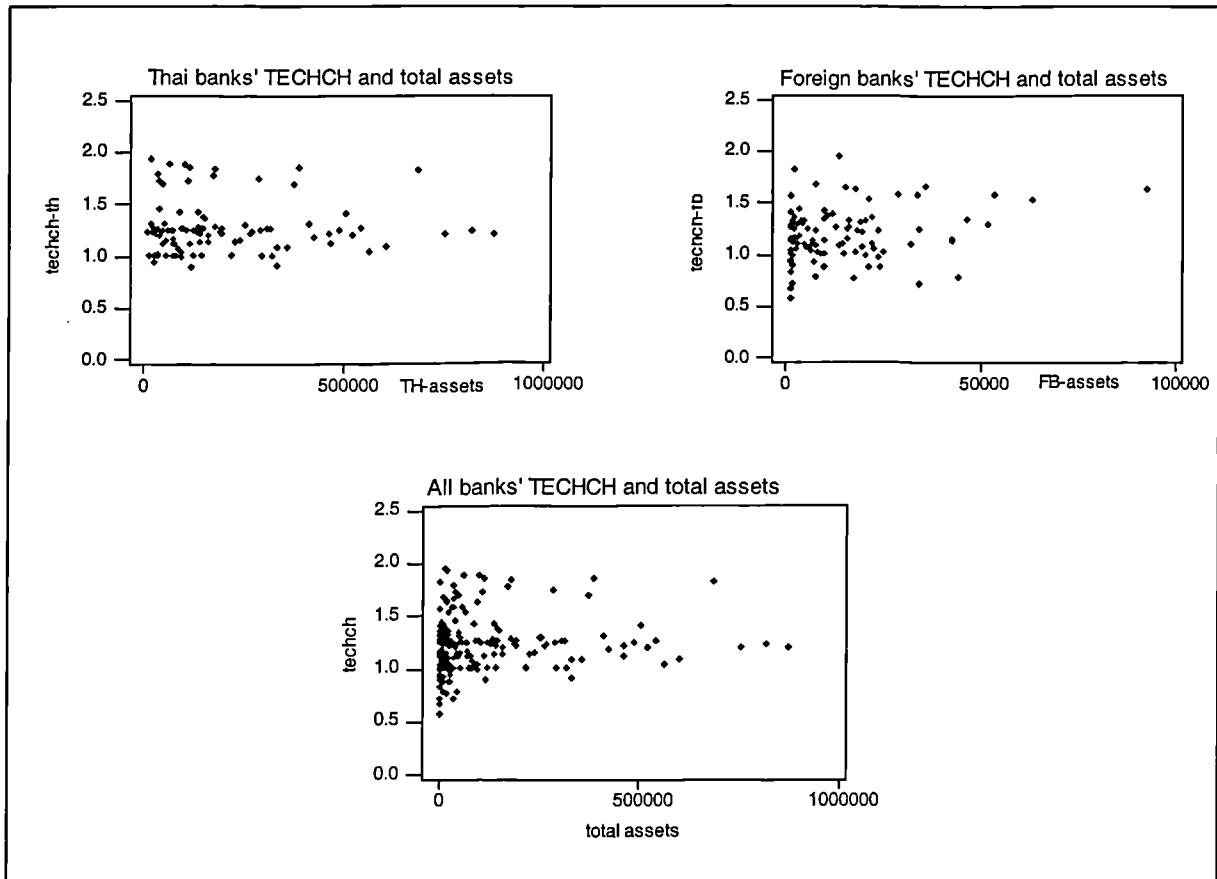 Thai banks' TECHCH and total assets
2.5
2.0
1.5
1.0
0.5
0.0
techch-th
0 500000 TH-assets 1000000
Foreign banks' TECHCH and total assets
2.5
2.0
1.5
1.0
0.5
0.0
techch-fb
0 50000 FB-assets 100000
All banks' TECHCH and total assets
2.5
2.0
1.5
1.0
0.5
0.0
techch
0 500000 1000000
total assets